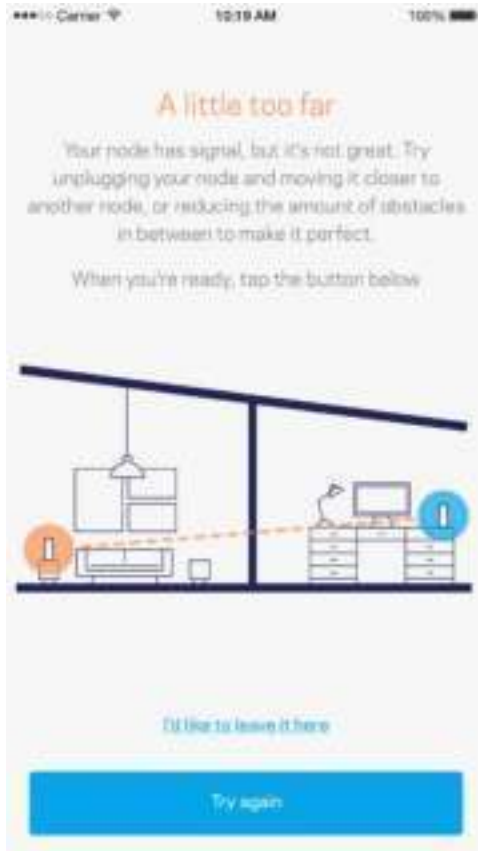 Carrier 10:19 AM 100%
A little too far
Your node has signal, but it's not great. Try
unplugging your node and moving it closer to
another node, or reducing the amount of obstacles
in between to make it perfect.
When you're ready, tap the button below
I'd like to leave it here
Try again